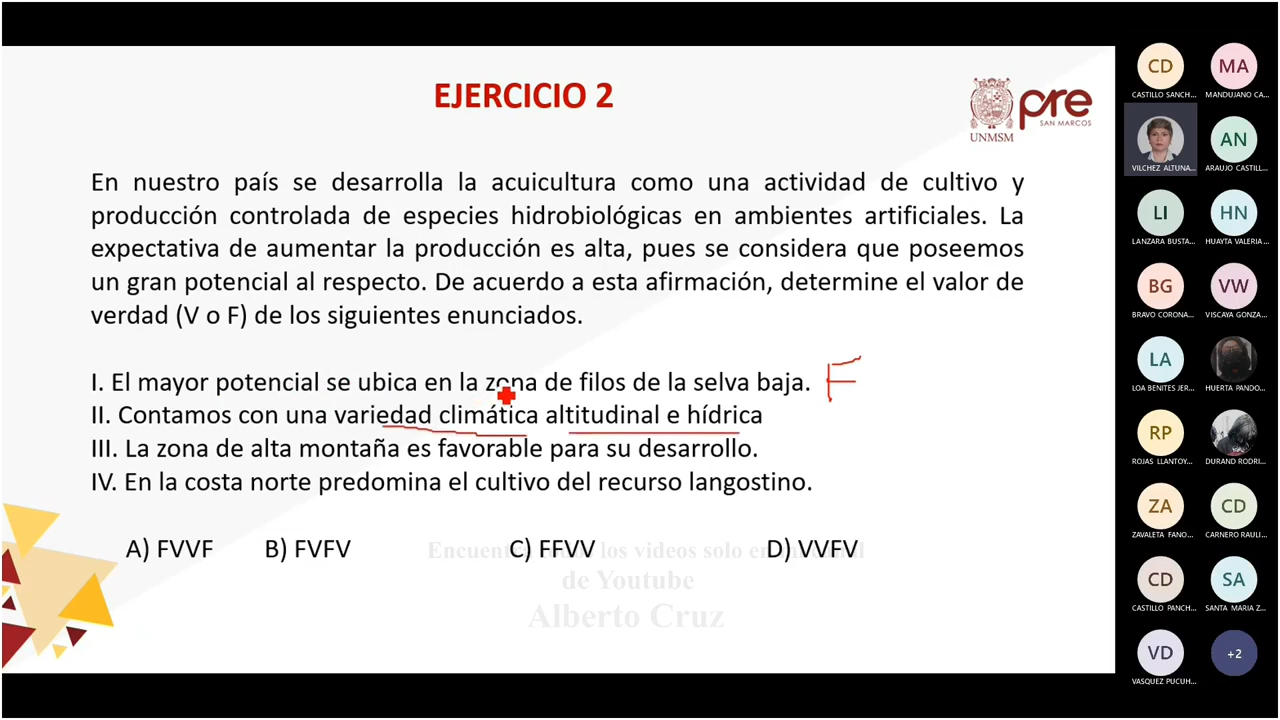 EJERCICIO 2
UNMSM
pre
SAN MARCOS
En nuestro país se desarrolla la acuicultura como una actividad de cultivo y
producción controlada de especies hidrobiológicas en ambientes artificiales. La
expectativa de aumentar la producción es alta, pues se considera que poseemos
un gran potencial al respecto. De acuerdo a esta afirmación, determine el valor de
verdad (V o F) de los siguientes enunciados.
I. El mayor potencial se ubica en la zona de filos de la selva baja. F
II. Contamos con una variedad climática altitudinal e hídrica
III. La zona de alta montaña es favorable para su desarrollo.
IV. En la costa norte predomina el cultivo del recurso langostino.
A) FVVF B) FVFV C) FFVV D) VVFV
los videos solo en
de Youtube
Alberto Cruz
CD MA
CASTILLO SANCH... MANDUJANO CA...
AN
VILCHEZ ALTUNA... ARAUJO CASTILL...
LI HN
LANZARA BUSTA... HUAYTA VALERIA...
BG VW
BRAVO CORONA... VISCAYA GONZA...
LA
LOA BENITES JER... HUERTA PANDO...
RP
ROJAS LLANTOY... DURAND RODRI...
ZA CD
ZAVALETA FANO... CARNERO RAULI...
CD SA
CASTILLO PANCH... SANTA MARIA Z...
VD +2
VASQUEZ PUCUH...